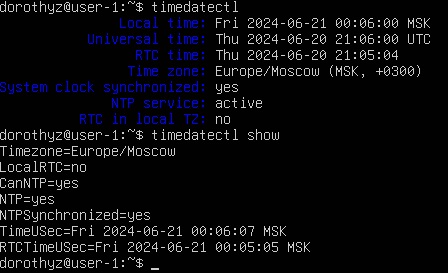 dorothyz@user-1:~$ timedatectl
Local time: Fri 2024-06-21 00:06:00 MSK
Universal time: Thu 2024-06-20 21:06:00 UTC
RTC time: Thu 2024-06-20 21:05:04
Time zone: Europe/Moscow (MSK, +0300)
System clock synchronized: yes
NTP service: active
RTC in local TZ: no
dorothyz@user-1:~$ timedatectl show
Timezone=Europe/Moscow
LocalRTC=no
CanNTP=yes
NTP=yes
NTPSynchronized=yes
TimeUSec=Fri 2024-06-21 00:06:07 MSK
RTCTimeUSec=Fri 2024-06-21 00:05:05 MSK
dorothyz@user-1:~$ _